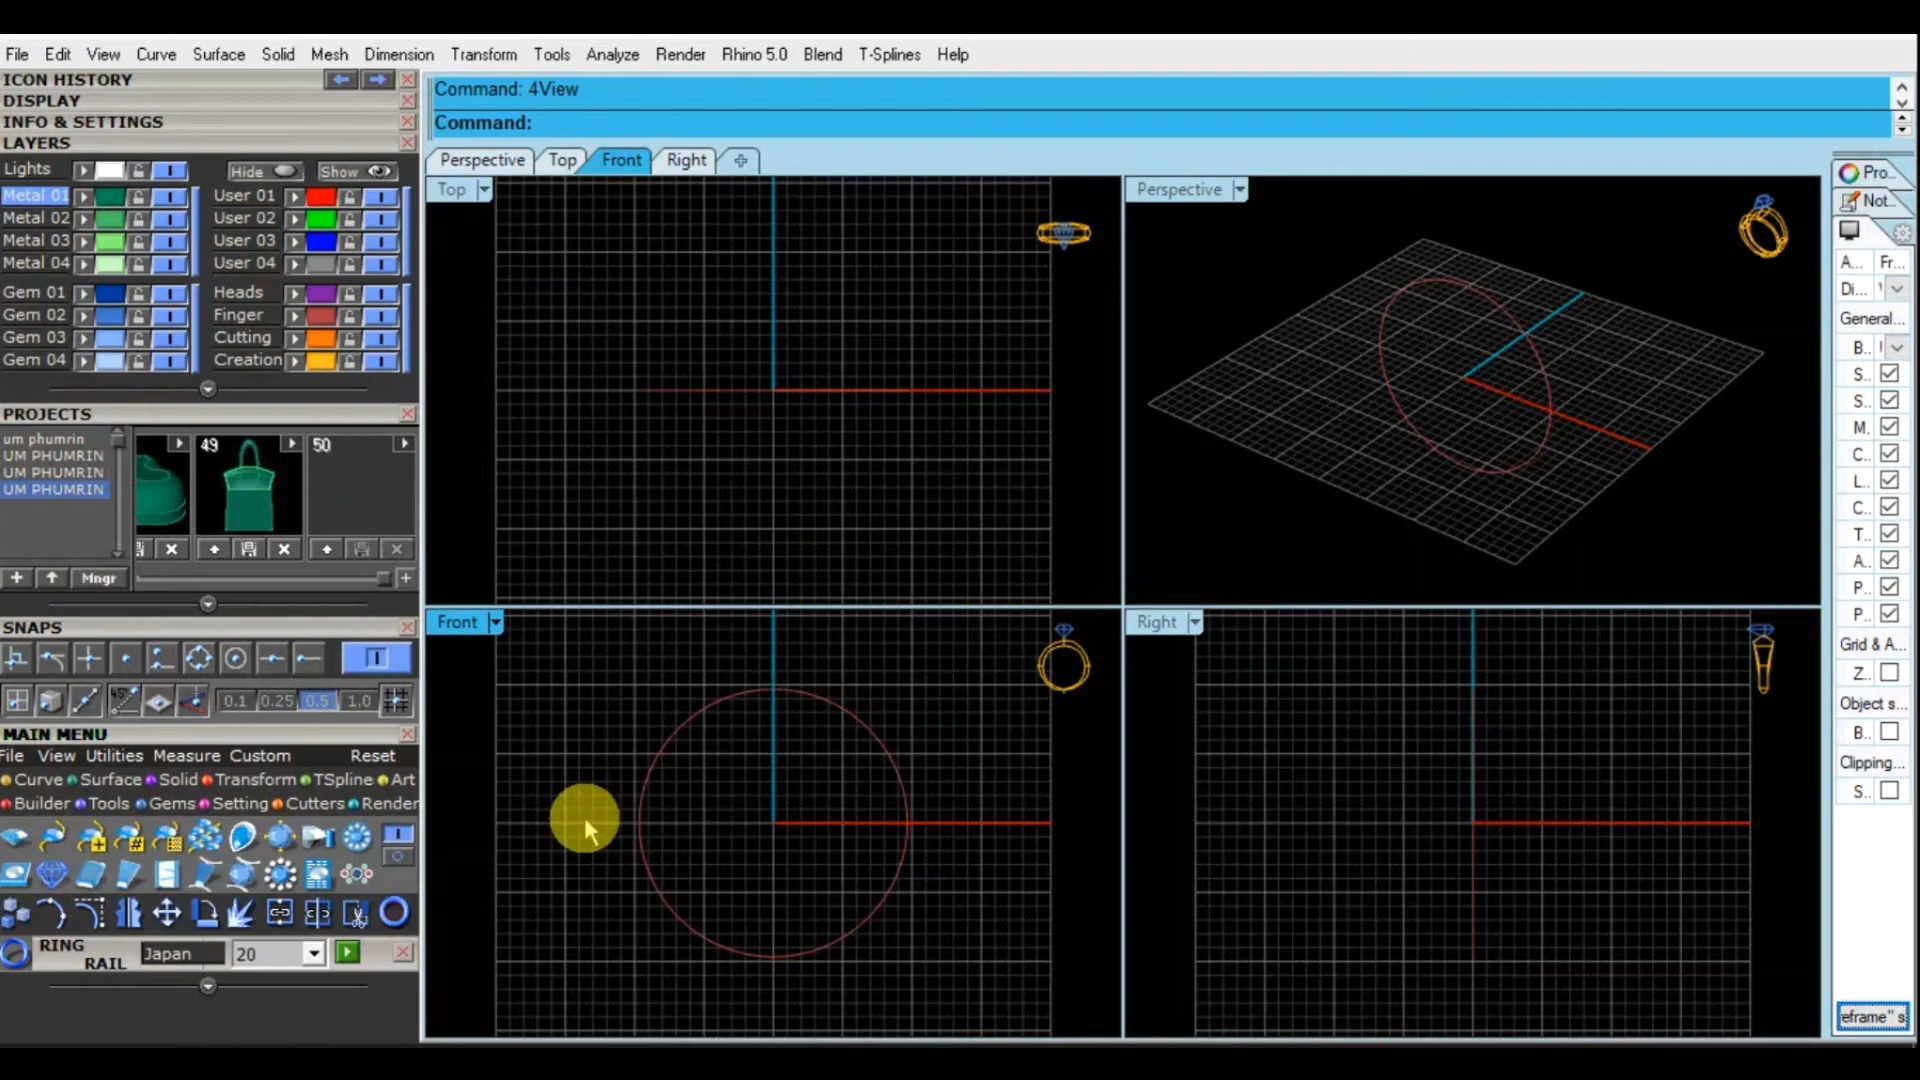 File Edit View Curve Surface Solid Mesh Dimension Transform Tools Analyze Render Rhino 5.0 Blend T-Splines Help
ICON HISTORY
DISPLAY
INFO & SETTINGS
LAYERS
Lights Hide Show
Metal 01 User 01
Metal 02 User 02
Metal 03 User 03
Metal 04 User 04
Gem 01 Heads
Gem 02 Finger
Gem 03 Cutting
Gem 04 Creation
PROJECTS
um phumrin
UM PHUMRIN
UM PHUMRIN
UM PHUMRIN
49 50
Mngr
SNAPS
45°
0.1 0.25 0.5 1.0
MAIN MENU
File View Utilities Measure Custom Reset
Curve Surface Solid Transform TSpline Art
Builder Tools Gems Setting Cutters Render
RING RAIL Japan 20
Command: 4View
Command:
Perspective Top Front Right
Top
Perspective
Front
Right
Pro...
Not...
A... Fr...
Di...
General...
B..
S..
S..
M.
C..
L..
C..
T..
A..
P..
P..
Grid & A...
Z..
Object s...
B..
Clipping...
S..
eframe" s